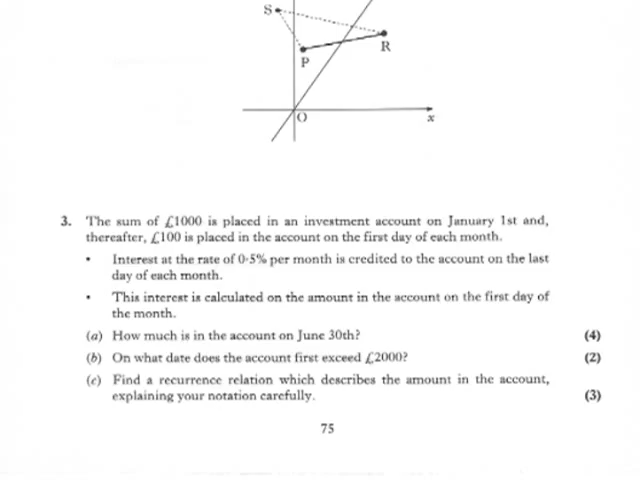 S
R
P
O
x
3. The sum of £1000 is placed in an investment account on January 1st and,
thereafter, £100 is placed in the account on the first day of each month.
• Interest at the rate of 0·5% per month is credited to the account on the last
day of each month.
• This interest is calculated on the amount in the account on the first day of
the month.
(a) How much is in the account on June 30th? (4)
(b) On what date does the account first exceed £2000? (2)
(c) Find a recurrence relation which describes the amount in the account,
explaining your notation carefully. (3)
75